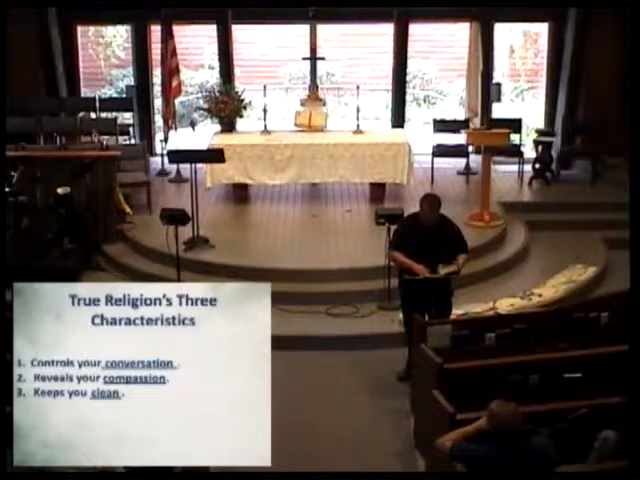 True Religion's Three
Characteristics
1. Controls your conversation.
2. Reveals your compassion.
3. Keeps you clean.